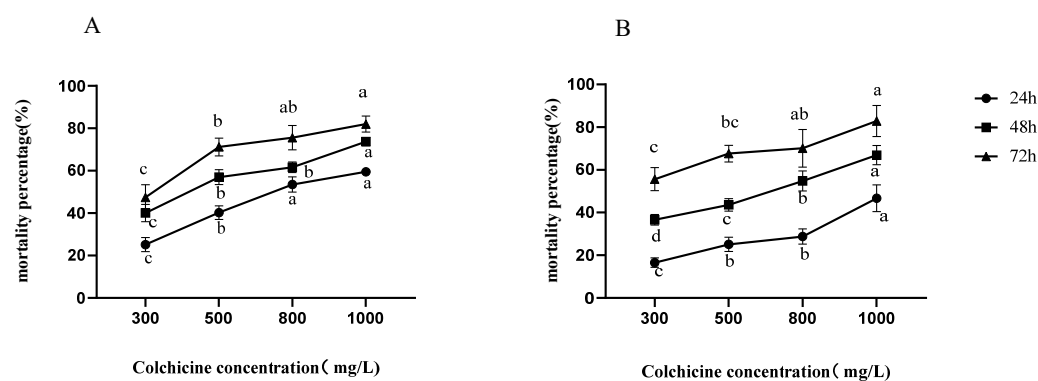 A
mortality percentage(%)
100
80
60
40
20
0
c
b
ab
a
c
b
b
a
c
b
a
a
300
500
800
1000
Colchicine concentration( mg/L)
B
mortality percentage(%)
100
80
60
40
20
0
c
bc
ab
a
d
c
b
a
c
b
b
a
300
500
800
1000
Colchicine concentration( mg/L)
24h
48h
72h